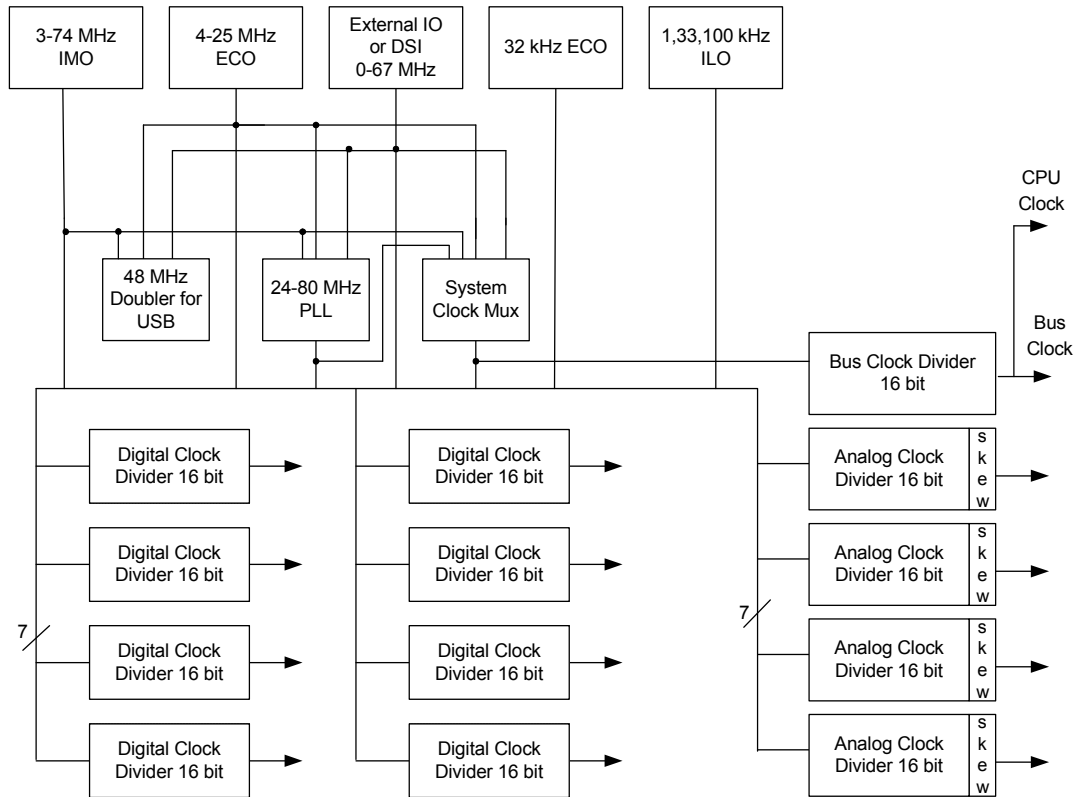 3-74 MHz
IMO
4-25 MHz
ECO
External IO
or DSI
0-67 MHz
32 kHz ECO
1,33,100 kHz
ILO
CPU
Clock
48 MHz
Doubler for
USB
24-80 MHz
PLL
System
Clock Mux
Bus
Clock
Bus Clock Divider
16 bit
Digital Clock
Divider 16 bit
Digital Clock
Divider 16 bit
Analog Clock
Divider 16 bit
s
k
e
w
Digital Clock
Divider 16 bit
Digital Clock
Divider 16 bit
Analog Clock
Divider 16 bit
s
k
e
w
7
7
Digital Clock
Divider 16 bit
Digital Clock
Divider 16 bit
Analog Clock
Divider 16 bit
s
k
e
w
Digital Clock
Divider 16 bit
Digital Clock
Divider 16 bit
Analog Clock
Divider 16 bit
s
k
e
w